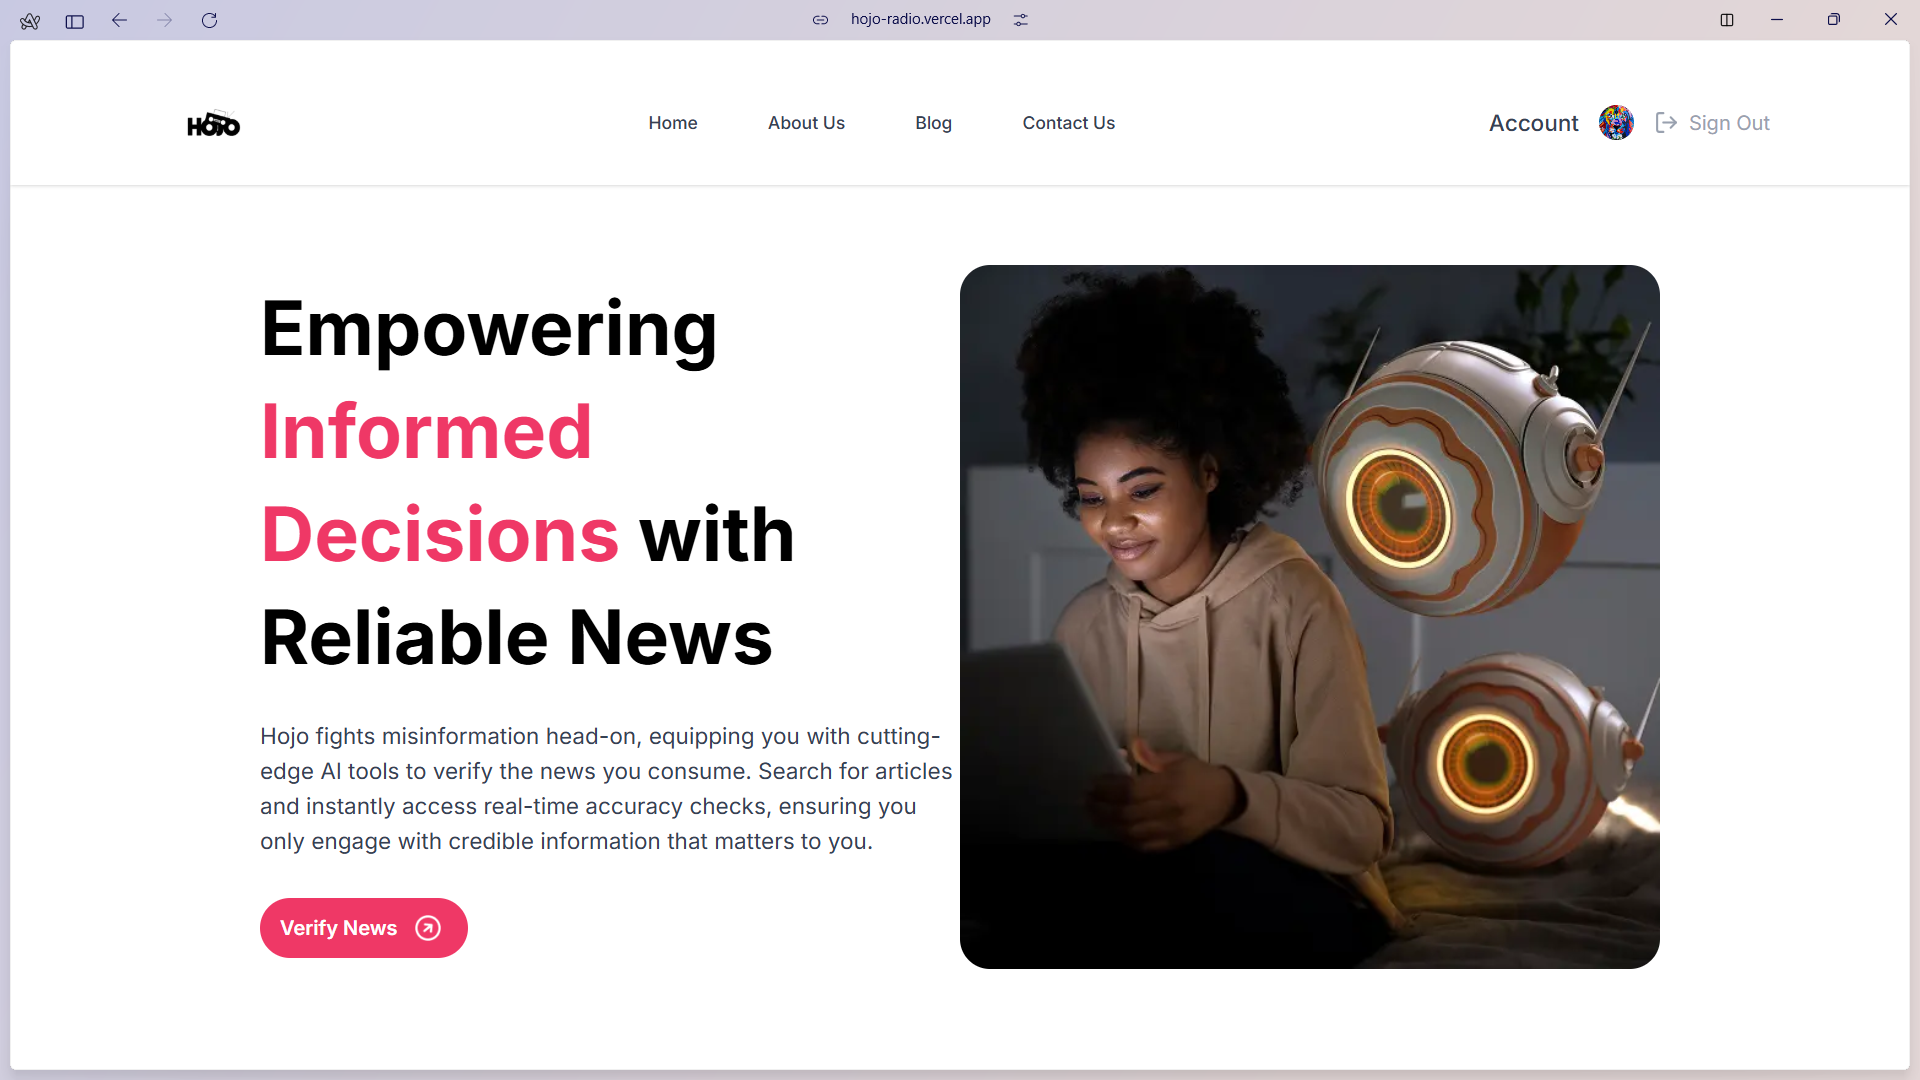 hojo-radio.vercel.app
HOJO
Home
About Us
Blog
Contact Us
Account
Sign Out
Empowering
Informed
Decisions with
Reliable News
Hojo fights misinformation head-on, equipping you with cutting-
edge AI tools to verify the news you consume. Search for articles
and instantly access real-time accuracy checks, ensuring you
only engage with credible information that matters to you.
Verify News